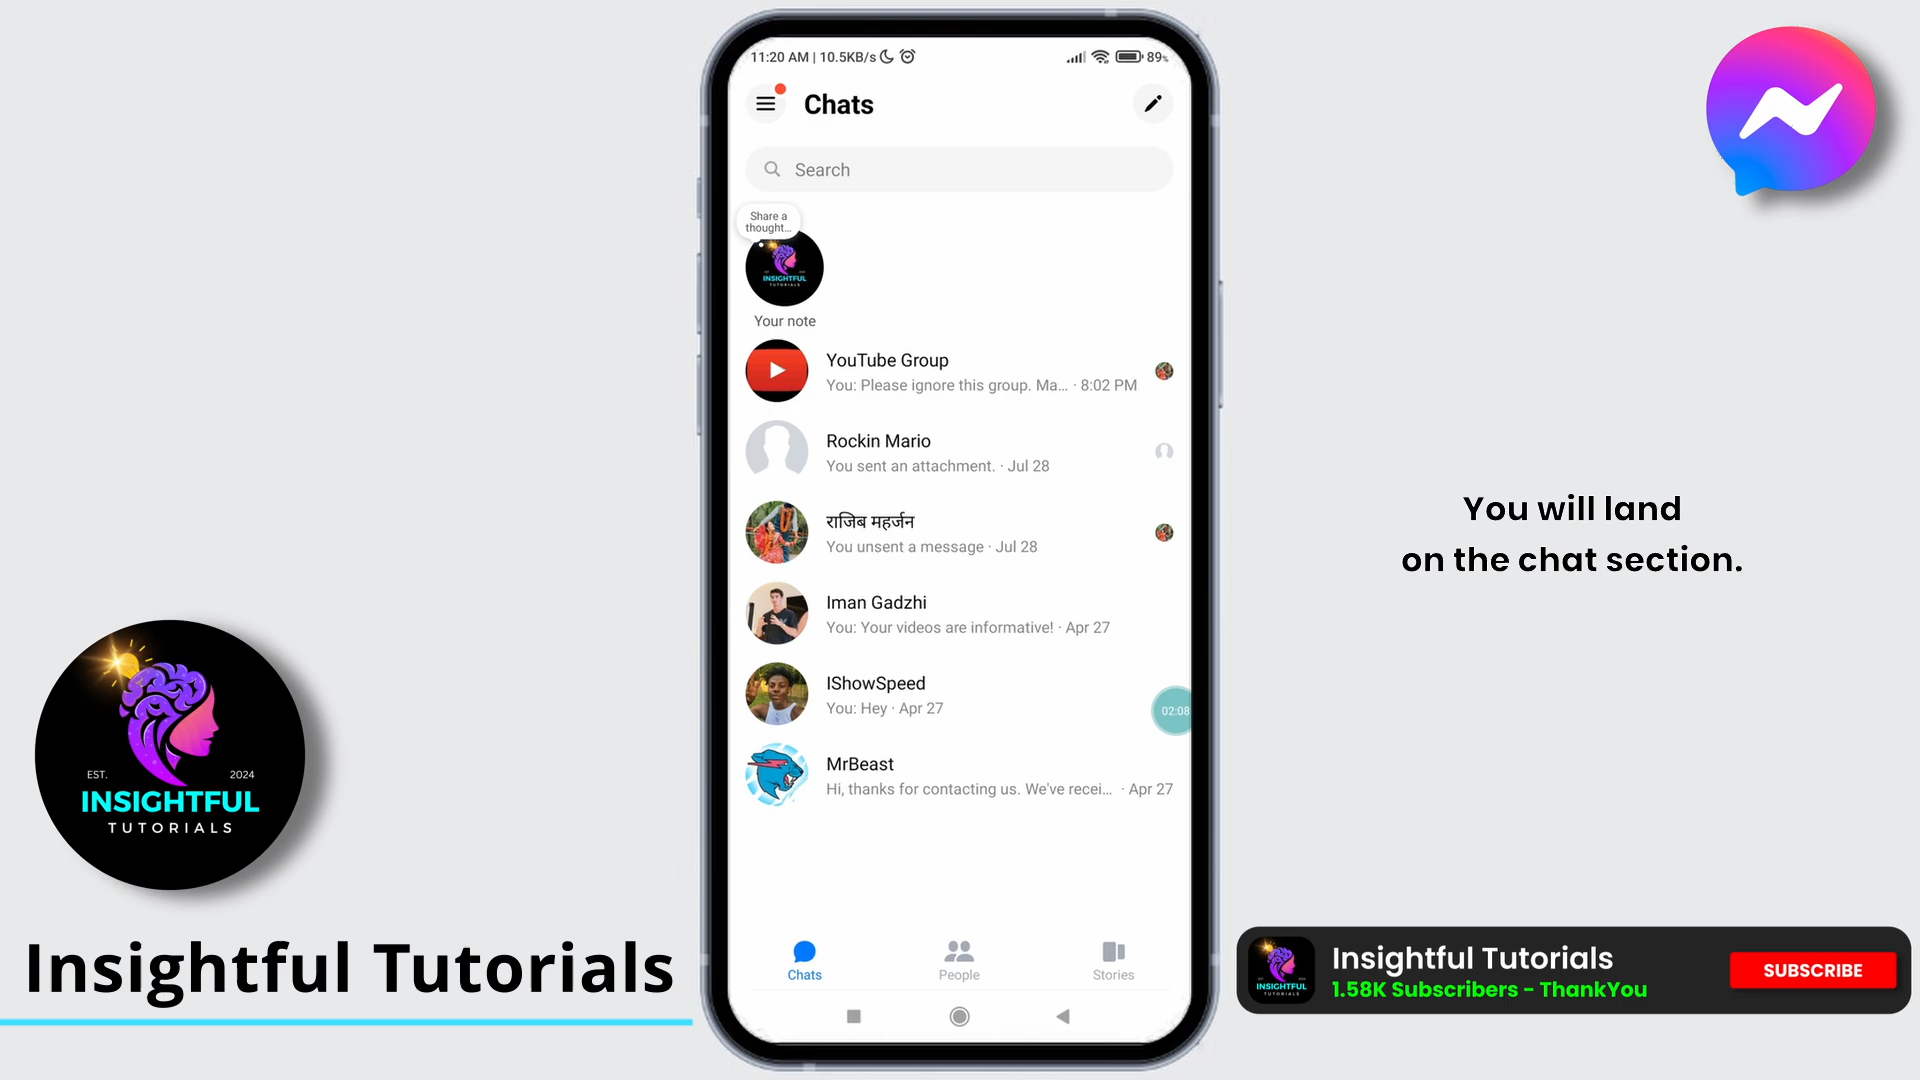 11:20 AM | 10.5KB/s
89%
Chats
Search
Share a
thought...
INSIGHTFUL
TUTORIALS
Your note
YouTube Group
You: Please ignore this group. Ma... · 8:02 PM
Rockin Mario
You sent an attachment. · Jul 28
राजिब महर्जन
You unsent a message · Jul 28
Iman Gadzhi
You: Your videos are informative! · Apr 27
IShowSpeed
You: Hey · Apr 27
02:08
MrBeast
Hi, thanks for contacting us. We've recei... · Apr 27
Chats
People
Stories
You will land
on the chat section.
EST. 2024
INSIGHTFUL
TUTORIALS
Insightful Tutorials
INSIGHTFUL
TUTORIALS
Insightful Tutorials
1.58K Subscribers - ThankYou
SUBSCRIBE